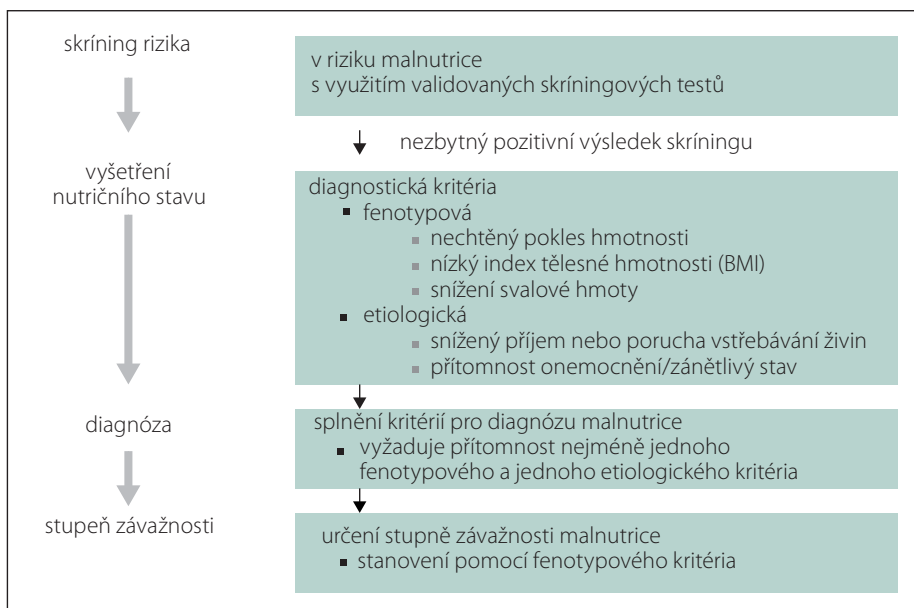 skríning rizika
v riziku malnutrice
s využitím validovaných skríningových testů
nezbytný pozitivní výsledek skríningu
vyšetření
nutričního stavu
diagnostická kritéria
▪ fenotypová
▪ nechtěný pokles hmotnosti
▪ nízký index tělesné hmotnosti (BMI)
▪ snížení svalové hmoty
▪ etiologická
▪ snížený příjem nebo porucha vstřebávání živin
▪ přítomnost onemocnění/zánětlivý stav
diagnóza
splnění kritérií pro diagnózu malnutrice
▪ vyžaduje přítomnost nejméně jednoho
fenotypového a jednoho etiologického kritéria
stupeň závažnosti
určení stupně závažnosti malnutrice
▪ stanovení pomocí fenotypového kritéria